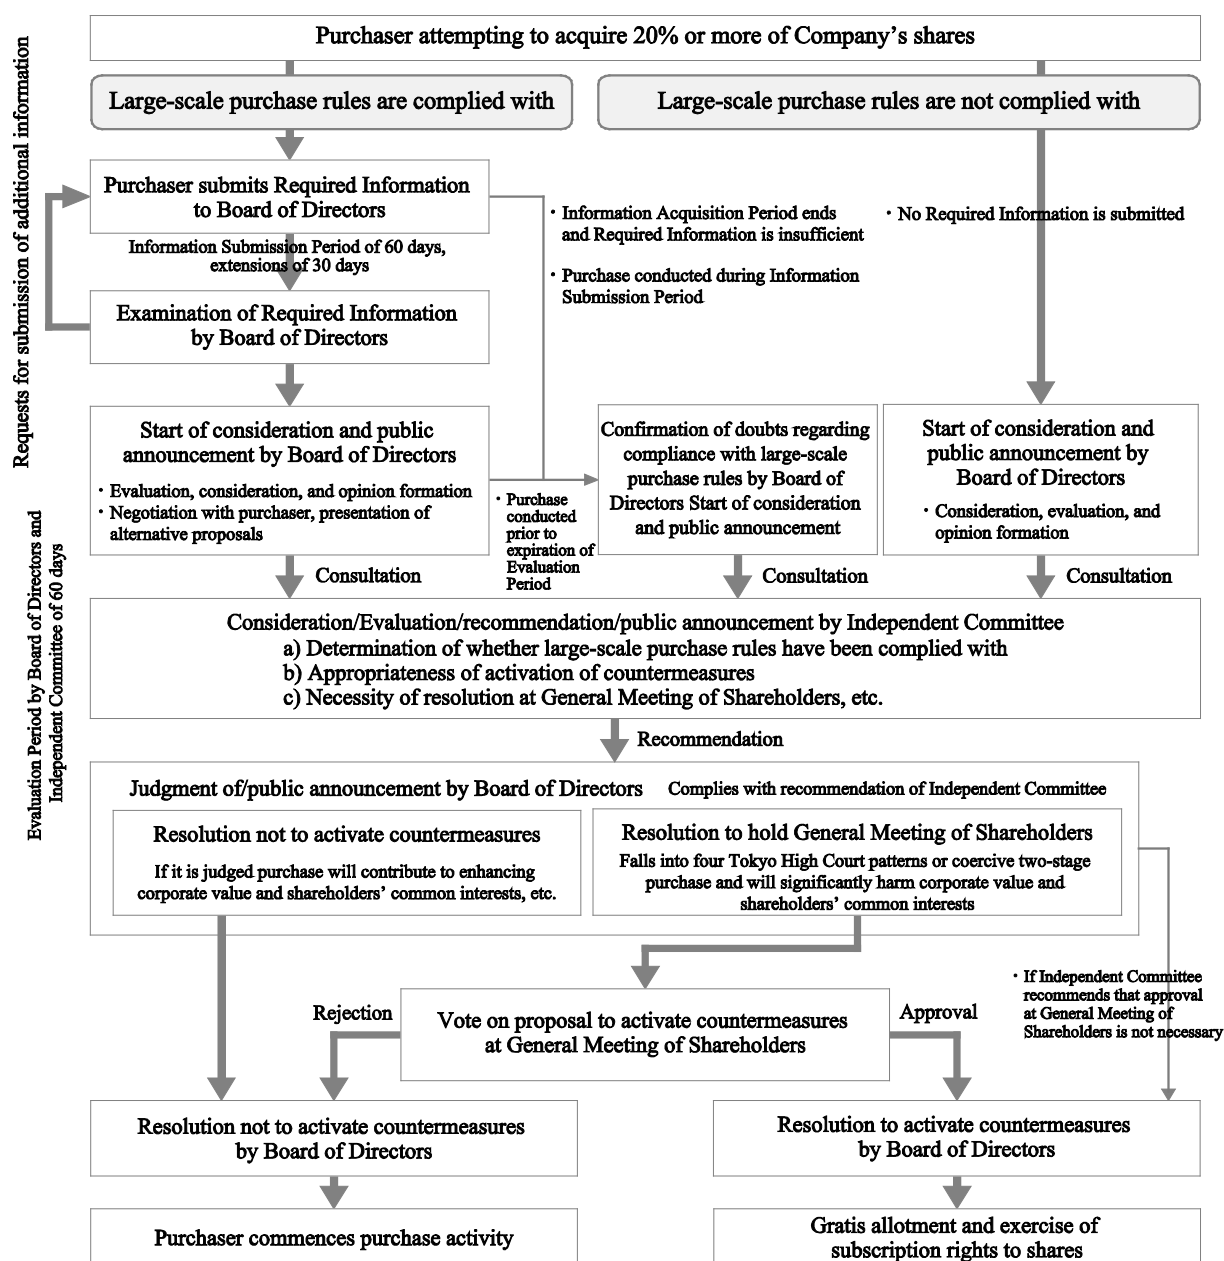 Purchaser attempting to acquire 20% or more of Company’s shares
Large-scale purchase rules are complied with
Large-scale purchase rules are not complied with
Requests for submission of additional information
Purchaser submits Required Information
to Board of Directors
Information Submission Period of 60 days,
extensions of 30 days
Examination of Required Information
by Board of Directors
・Information Acquisition Period ends
and Required Information is insufficient
・Purchase conducted during Information
Submission Period
・No Required Information is submitted
Start of consideration and public
announcement by Board of Directors
・Evaluation, consideration, and opinion formation
・Negotiation with purchaser, presentation of
alternative proposals
・Purchase
conducted
prior to
expiration of
Evaluation
Period
Confirmation of doubts regarding
compliance with large-scale
purchase rules by Board of
Directors Start of consideration
and public announcement
Start of consideration and
public announcement by
Board of Directors
・Consideration, evaluation, and
opinion formation
Evaluation Period by Board of Directors and
Independent Committee of 60 days
Consultation
Consultation
Consultation
Consideration/Evaluation/recommendation/public announcement by Independent Committee
a) Determination of whether large-scale purchase rules have been complied with
b) Appropriateness of activation of countermeasures
c) Necessity of resolution at General Meeting of Shareholders, etc.
Recommendation
Judgment of/public announcement by Board of Directors
Complies with recommendation of Independent Committee
Resolution not to activate countermeasures
If it is judged purchase will contribute to enhancing
corporate value and shareholders’ common interests, etc.
Resolution to hold General Meeting of Shareholders
Falls into four Tokyo High Court patterns or coercive two-stage
purchase and will significantly harm corporate value and
shareholders’ common interests
・If Independent Committee
recommends that approval
at General Meeting of
Shareholders is not necessary
Rejection
Vote on proposal to activate countermeasures
at General Meeting of Shareholders
Approval
Resolution not to activate countermeasures
by Board of Directors
Resolution to activate countermeasures
by Board of Directors
Purchaser commences purchase activity
Gratis allotment and exercise of
subscription rights to shares